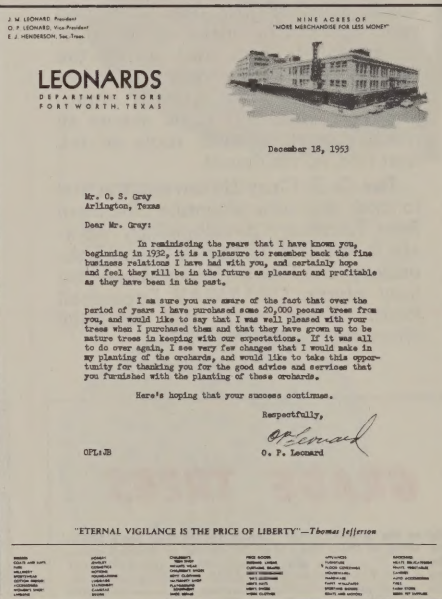 J. M. LEONARD, President
O. P. LEONARD, Vice-President
E. J. HENDERSON, Sec.-Treas.
NINE ACRES OF
"MORE MERCHANDISE FOR LESS MONEY"
LEONARDS
DEPARTMENT STORE
FORT WORTH, TEXAS
December 18, 1953
Mr. O. S. Gray
Arlington, Texas
Dear Mr. Gray:
In reminiscing the years that I have known you,
beginning in 1932, it is a pleasure to remember back the fine
business relations I have had with you, and certainly hope
and feel they will be in the future as pleasant and profitable
as they have been in the past.
I am sure you are aware of the fact that over the
period of years I have purchased some 20,000 pecans trees from
you, and would like to say that I was well pleased with your
trees when I purchased them and that they have grown up to be
mature trees in keeping with our expectations. If it was all
to do over again, I see very few changes that I would make in
my planting of the orchards, and would like to take this oppor-
tunity for thanking you for the good advice and services that
you furnished with the planting of these orchards.
Here's hoping that your success continues.
Respectfully,
OPLeonard
OPL:JB
O. P. Leonard
"ETERNAL VIGILANCE IS THE PRICE OF LIBERTY"—Thomas Jefferson